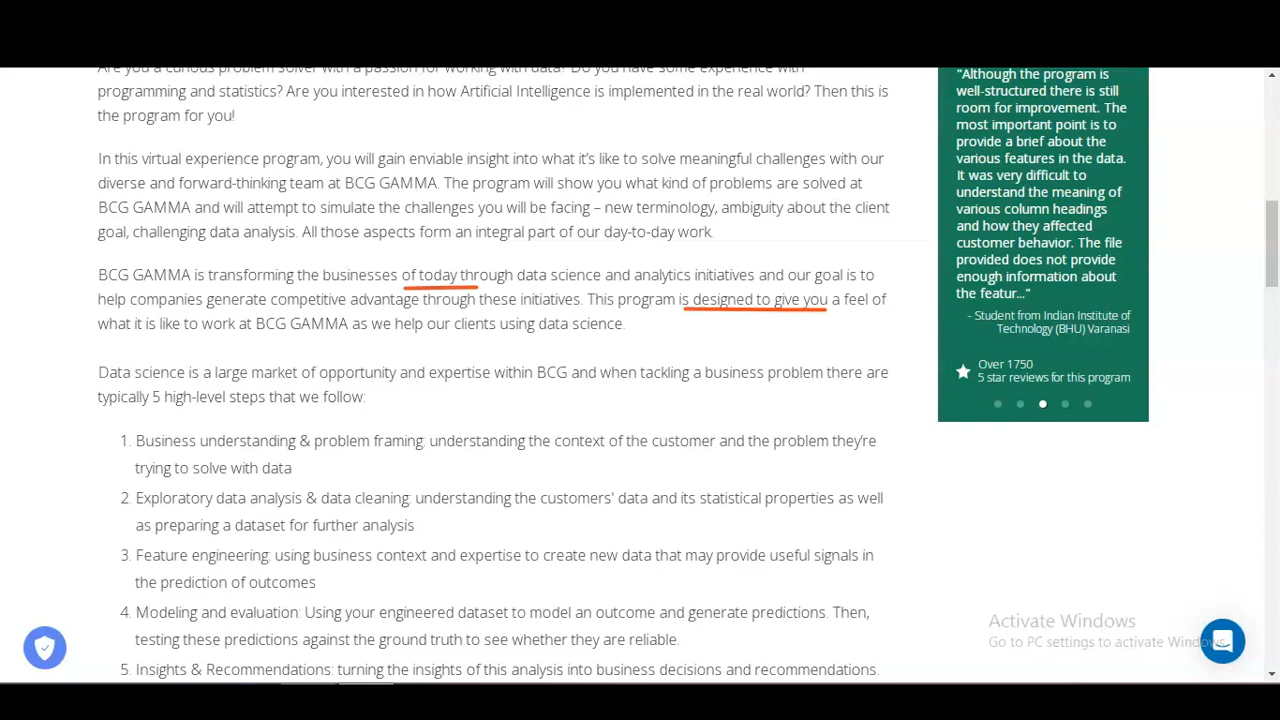 Are you a curious problem solver with a passion for working with data? Do you have some experience with
programming and statistics? Are you interested in how Artificial Intelligence is implemented in the real world? Then this is
the program for you!
In this virtual experience program, you will gain enviable insight into what it's like to solve meaningful challenges with our
diverse and forward-thinking team at BCG GAMMA. The program will show you what kind of problems are solved at
BCG GAMMA and will attempt to simulate the challenges you will be facing – new terminology, ambiguity about the client
goal, challenging data analysis. All those aspects form an integral part of our day-to-day work.
BCG GAMMA is transforming the businesses of today through data science and analytics initiatives and our goal is to
help companies generate competitive advantage through these initiatives. This program is designed to give you a feel of
what it is like to work at BCG GAMMA as we help our clients using data science.
Data science is a large market of opportunity and expertise within BCG and when tackling a business problem there are
typically 5 high-level steps that we follow:
1. Business understanding & problem framing: understanding the context of the customer and the problem they're
trying to solve with data
2. Exploratory data analysis & data cleaning: understanding the customers' data and its statistical properties as well
as preparing a dataset for further analysis
3. Feature engineering: using business context and expertise to create new data that may provide useful signals in
the prediction of outcomes
4. Modeling and evaluation: Using your engineered dataset to model an outcome and generate predictions. Then,
testing these predictions against the ground truth to see whether they are reliable.
5. Insights & Recommendations: turning the insights of this analysis into business decisions and recommendations.
"Although the program is
well-structured there is still
room for improvement. The
most important point is to
provide a brief about the
various features in the data.
It was very difficult to
understand the meaning of
various column headings
and how they affected
customer behavior. The file
provided does not provide
enough information about
the featur..."
- Student from Indian Institute of
Technology (BHU) Varanasi
Over 1750
5 star reviews for this program
Activate Windows
Go to PC settings to activate Windows.